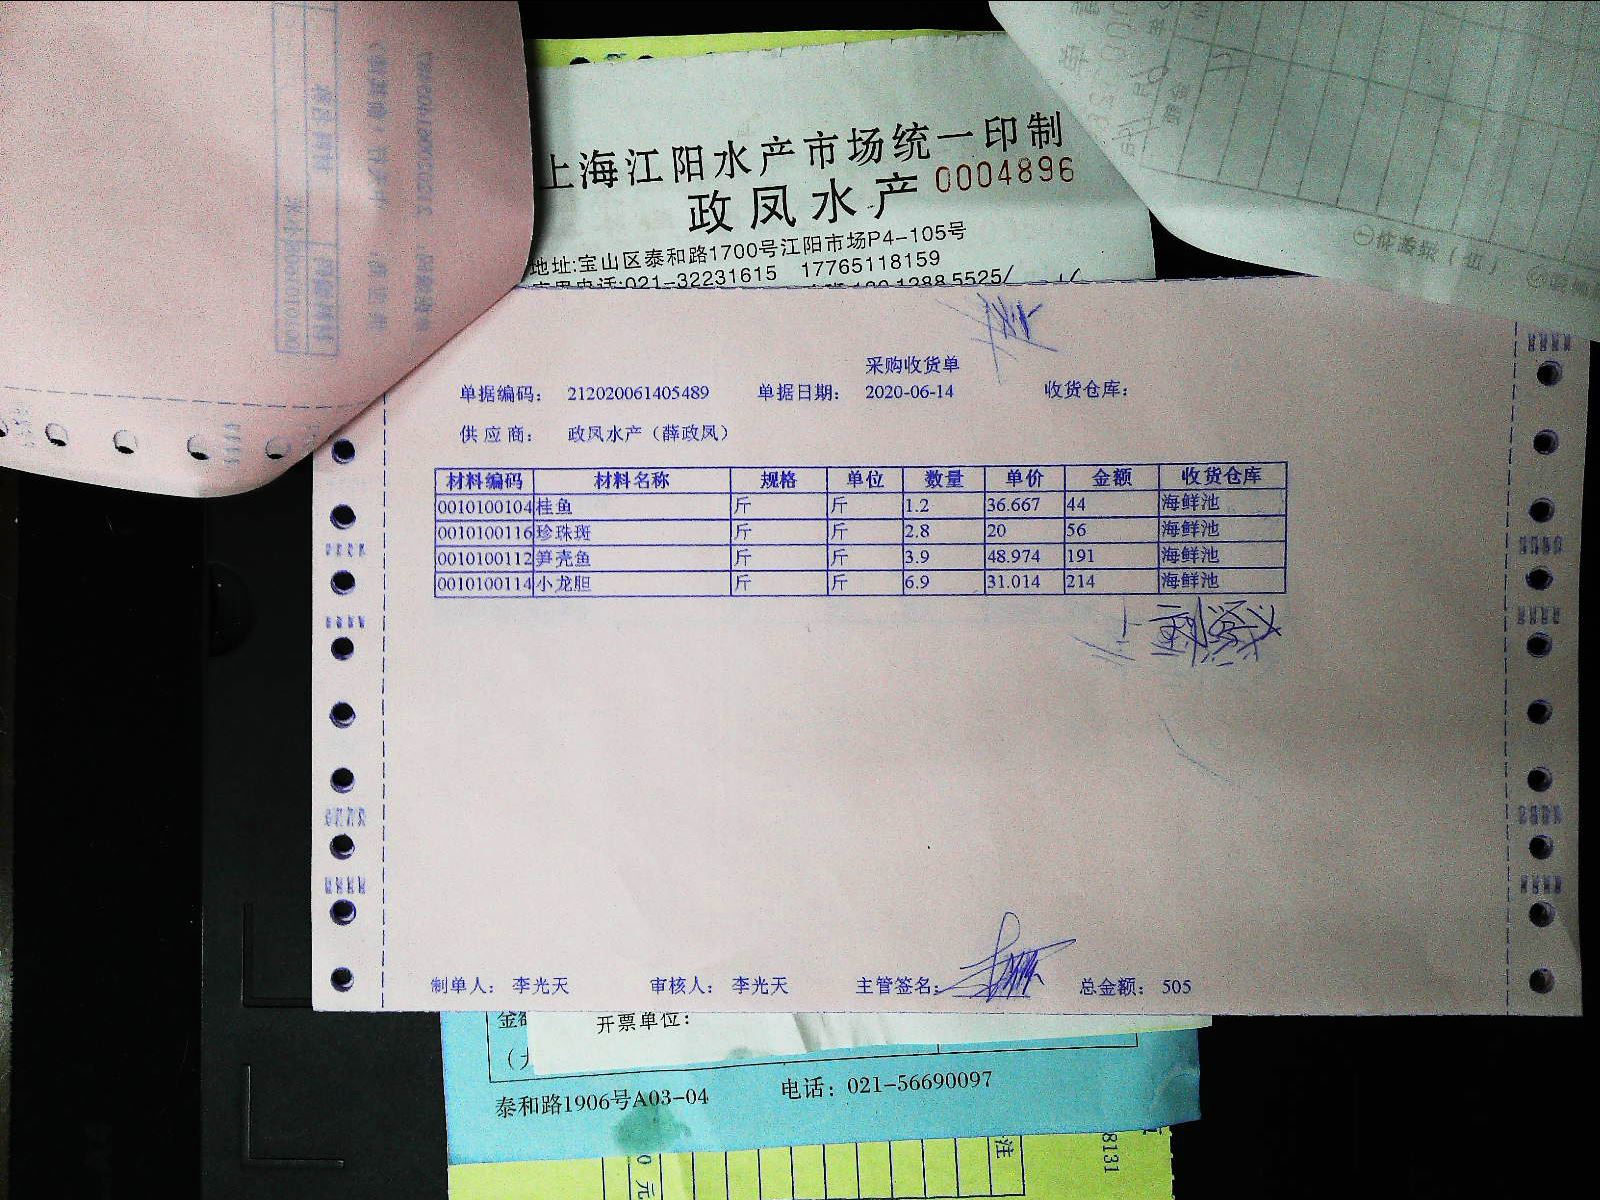 上海江阳水产市场统一印制
政凤水产 0004896
地址:宝山区泰和路1700号江阳市场P4-105号
021-32231615 17765118159
采购收货单
单据编码： 212020061405489 单据日期： 2020-06-14 收货仓库：
供应商： 政凤水产（薛政凤）
材料编码 材料名称 规格 单位 数量 单价 金额 收货仓库
0010100104 桂鱼 斤 斤 1.2 36.667 44 海鲜池
0010100116 珍珠斑 斤 斤 2.8 20 56 海鲜池
0010100112 笋壳鱼 斤 斤 3.9 48.974 191 海鲜池
0010100114 小龙胆 斤 斤 6.9 31.014 214 海鲜池
制单人： 李光天 审核人： 李光天 主管签名： 总金额： 505
开票单位：
泰和路1906号A03-04 电话：021-56690097
0 元
注
8131